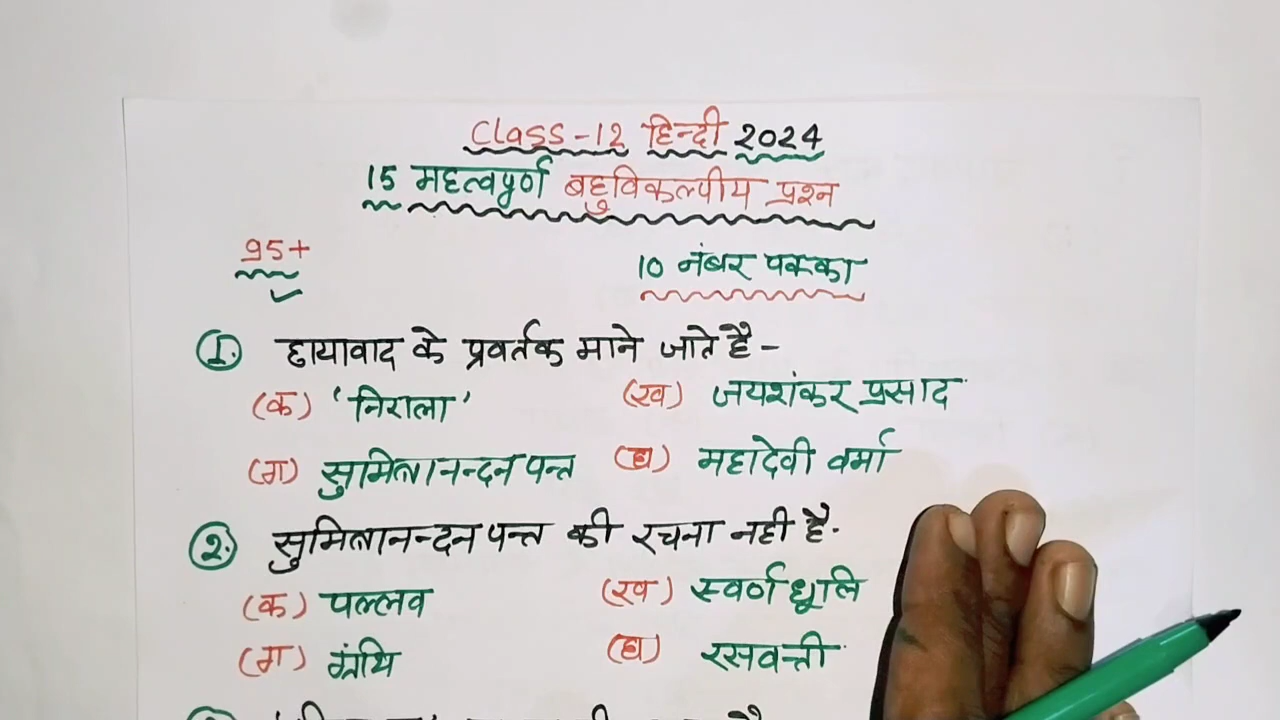 Class-12 हिन्दी 2024
15 महत्वपूर्ण बहुविकल्पीय प्रश्न
95+
10 नंबर पक्का
1. छायावाद के प्रवर्तक माने जाते है -
(क) 'निराला' (ख) जयशंकर प्रसाद
(ग) सुमित्रानन्दन पन्त (घ) महादेवी वर्मा
2. सुमित्रानन्दन पन्त की रचना नही है.
(क) पल्लव (ख) स्वर्ण धूलि
(ग) ग्रंथि (घ) रसवन्ती